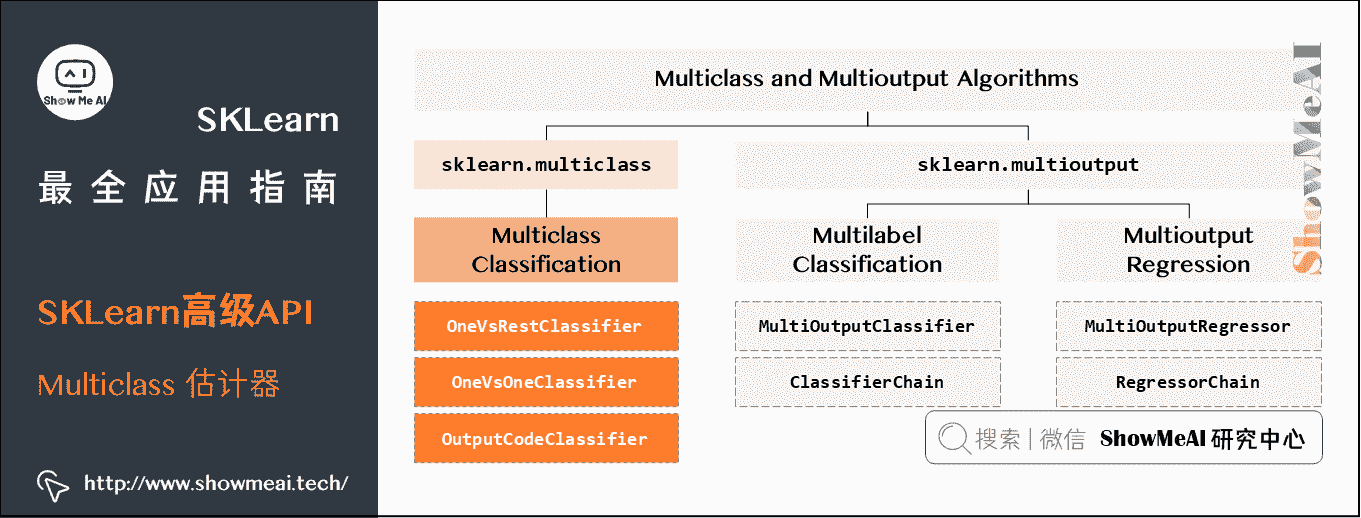 Show Me AI
SKLearn
最全应用指南
SKLearn高级API
Multiclass 估计器
http://www.showmeai.tech/
Multiclass and Multioutput Algorithms
sklearn.multiclass
sklearn.multioutput
Multiclass
Classification
Multilabel
Classification
Multioutput
Regression
OneVsRestClassifier
MultiOutputClassifier
MultiOutputRegressor
OneVsOneClassifier
ClassifierChain
RegressorChain
OutputCodeClassifier
搜索 | 微信 ShowMeAI 研究中心
ShowMeAI